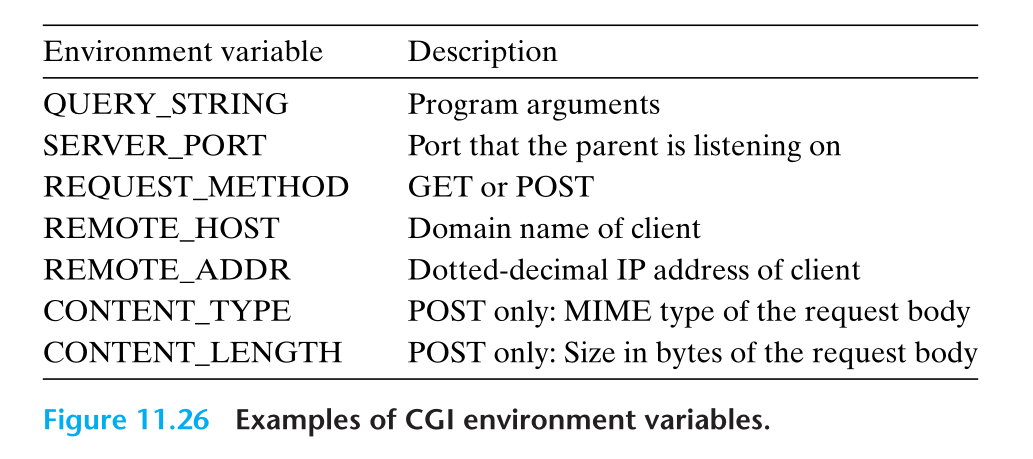 Environment variable Description
QUERY_STRING Program arguments
SERVER_PORT Port that the parent is listening on
REQUEST_METHOD GET or POST
REMOTE_HOST Domain name of client
REMOTE_ADDR Dotted-decimal IP address of client
CONTENT_TYPE POST only: MIME type of the request body
CONTENT_LENGTH POST only: Size in bytes of the request body
Figure 11.26 Examples of CGI environment variables.